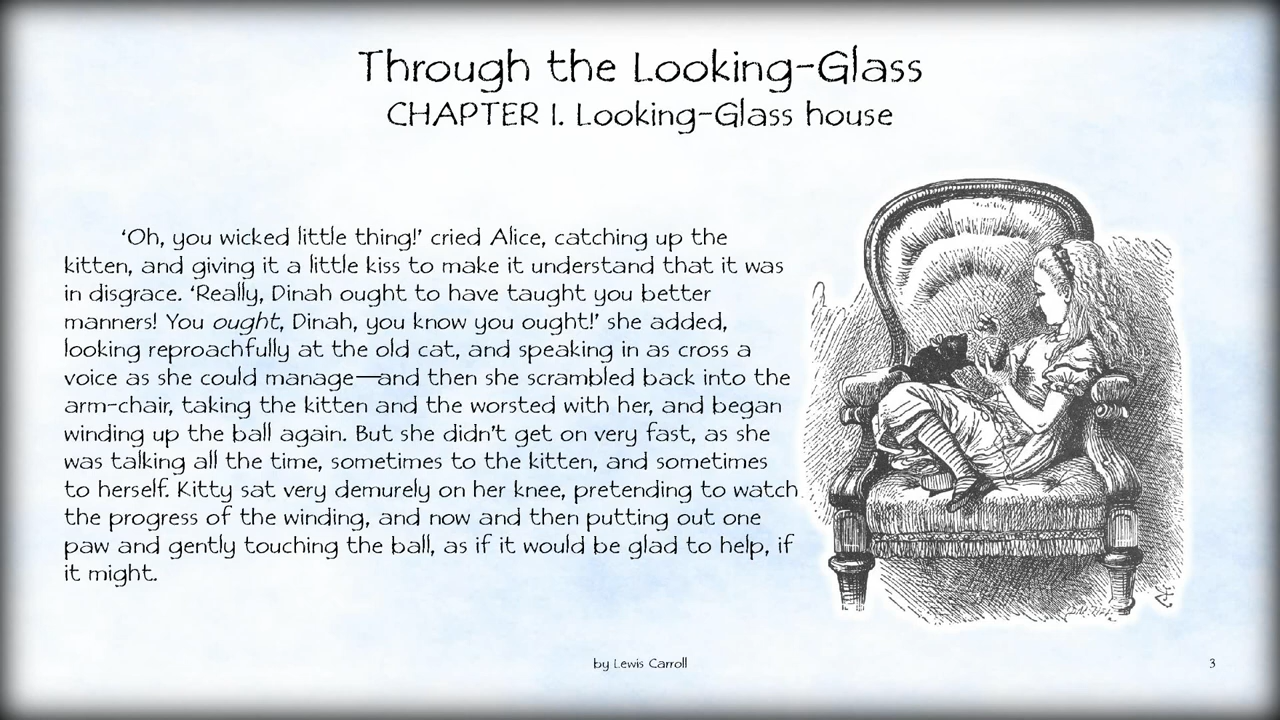 Through the Looking-Glass
CHAPTER I. Looking-Glass house
‘Oh, you wicked little thing!’ cried Alice, catching up the
kitten, and giving it a little kiss to make it understand that it was
in disgrace. ‘Really, Dinah ought to have taught you better
manners! You ought, Dinah, you know you ought!’ she added,
looking reproachfully at the old cat, and speaking in as cross a
voice as she could manage—and then she scrambled back into the
arm-chair, taking the kitten and the worsted with her, and began
winding up the ball again. But she didn’t get on very fast, as she
was talking all the time, sometimes to the kitten, and sometimes
to herself. Kitty sat very demurely on her knee, pretending to watch
the progress of the winding, and now and then putting out one
paw and gently touching the ball, as if it would be glad to help, if
it might.
by Lewis Carroll
3